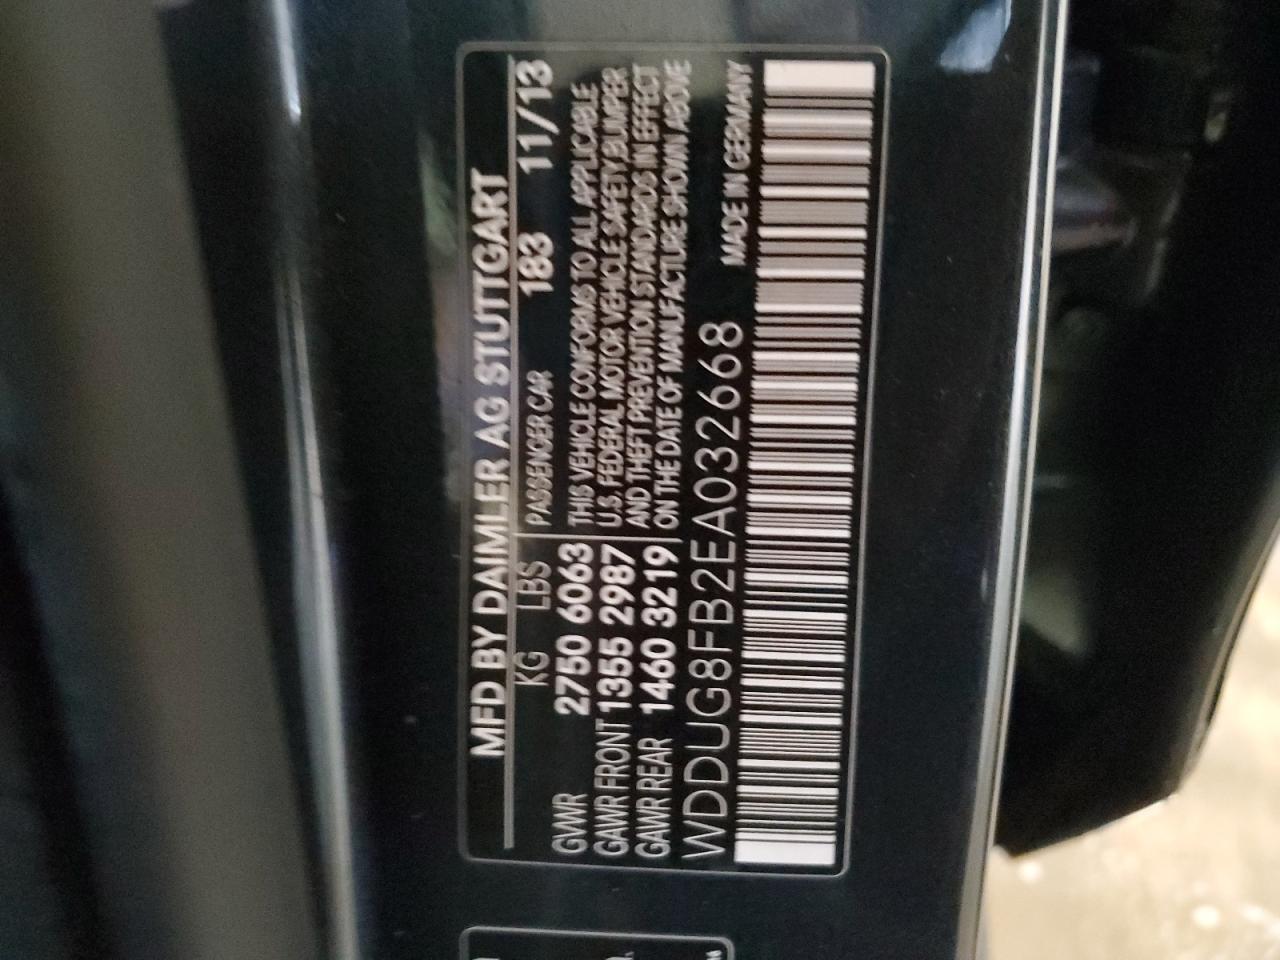 MFD BY DAIMLER AG STUTTGART
KG LBS PASSENGER CAR 183 11/13
GVWR 2750 6063 THIS VEHICLE CONFORMS TO ALL APPLICABLE
GAWR FRONT 1355 2987 U.S. FEDERAL MOTOR VEHICLE SAFETY BUMPER
AND THEFT PREVENTION STANDARDS IN EFFECT
GAWR REAR 1460 3219 ON THE DATE OF MANUFACTURE SHOWN ABOVE
WDDUG8FB2EA032668 MADE IN GERMANY